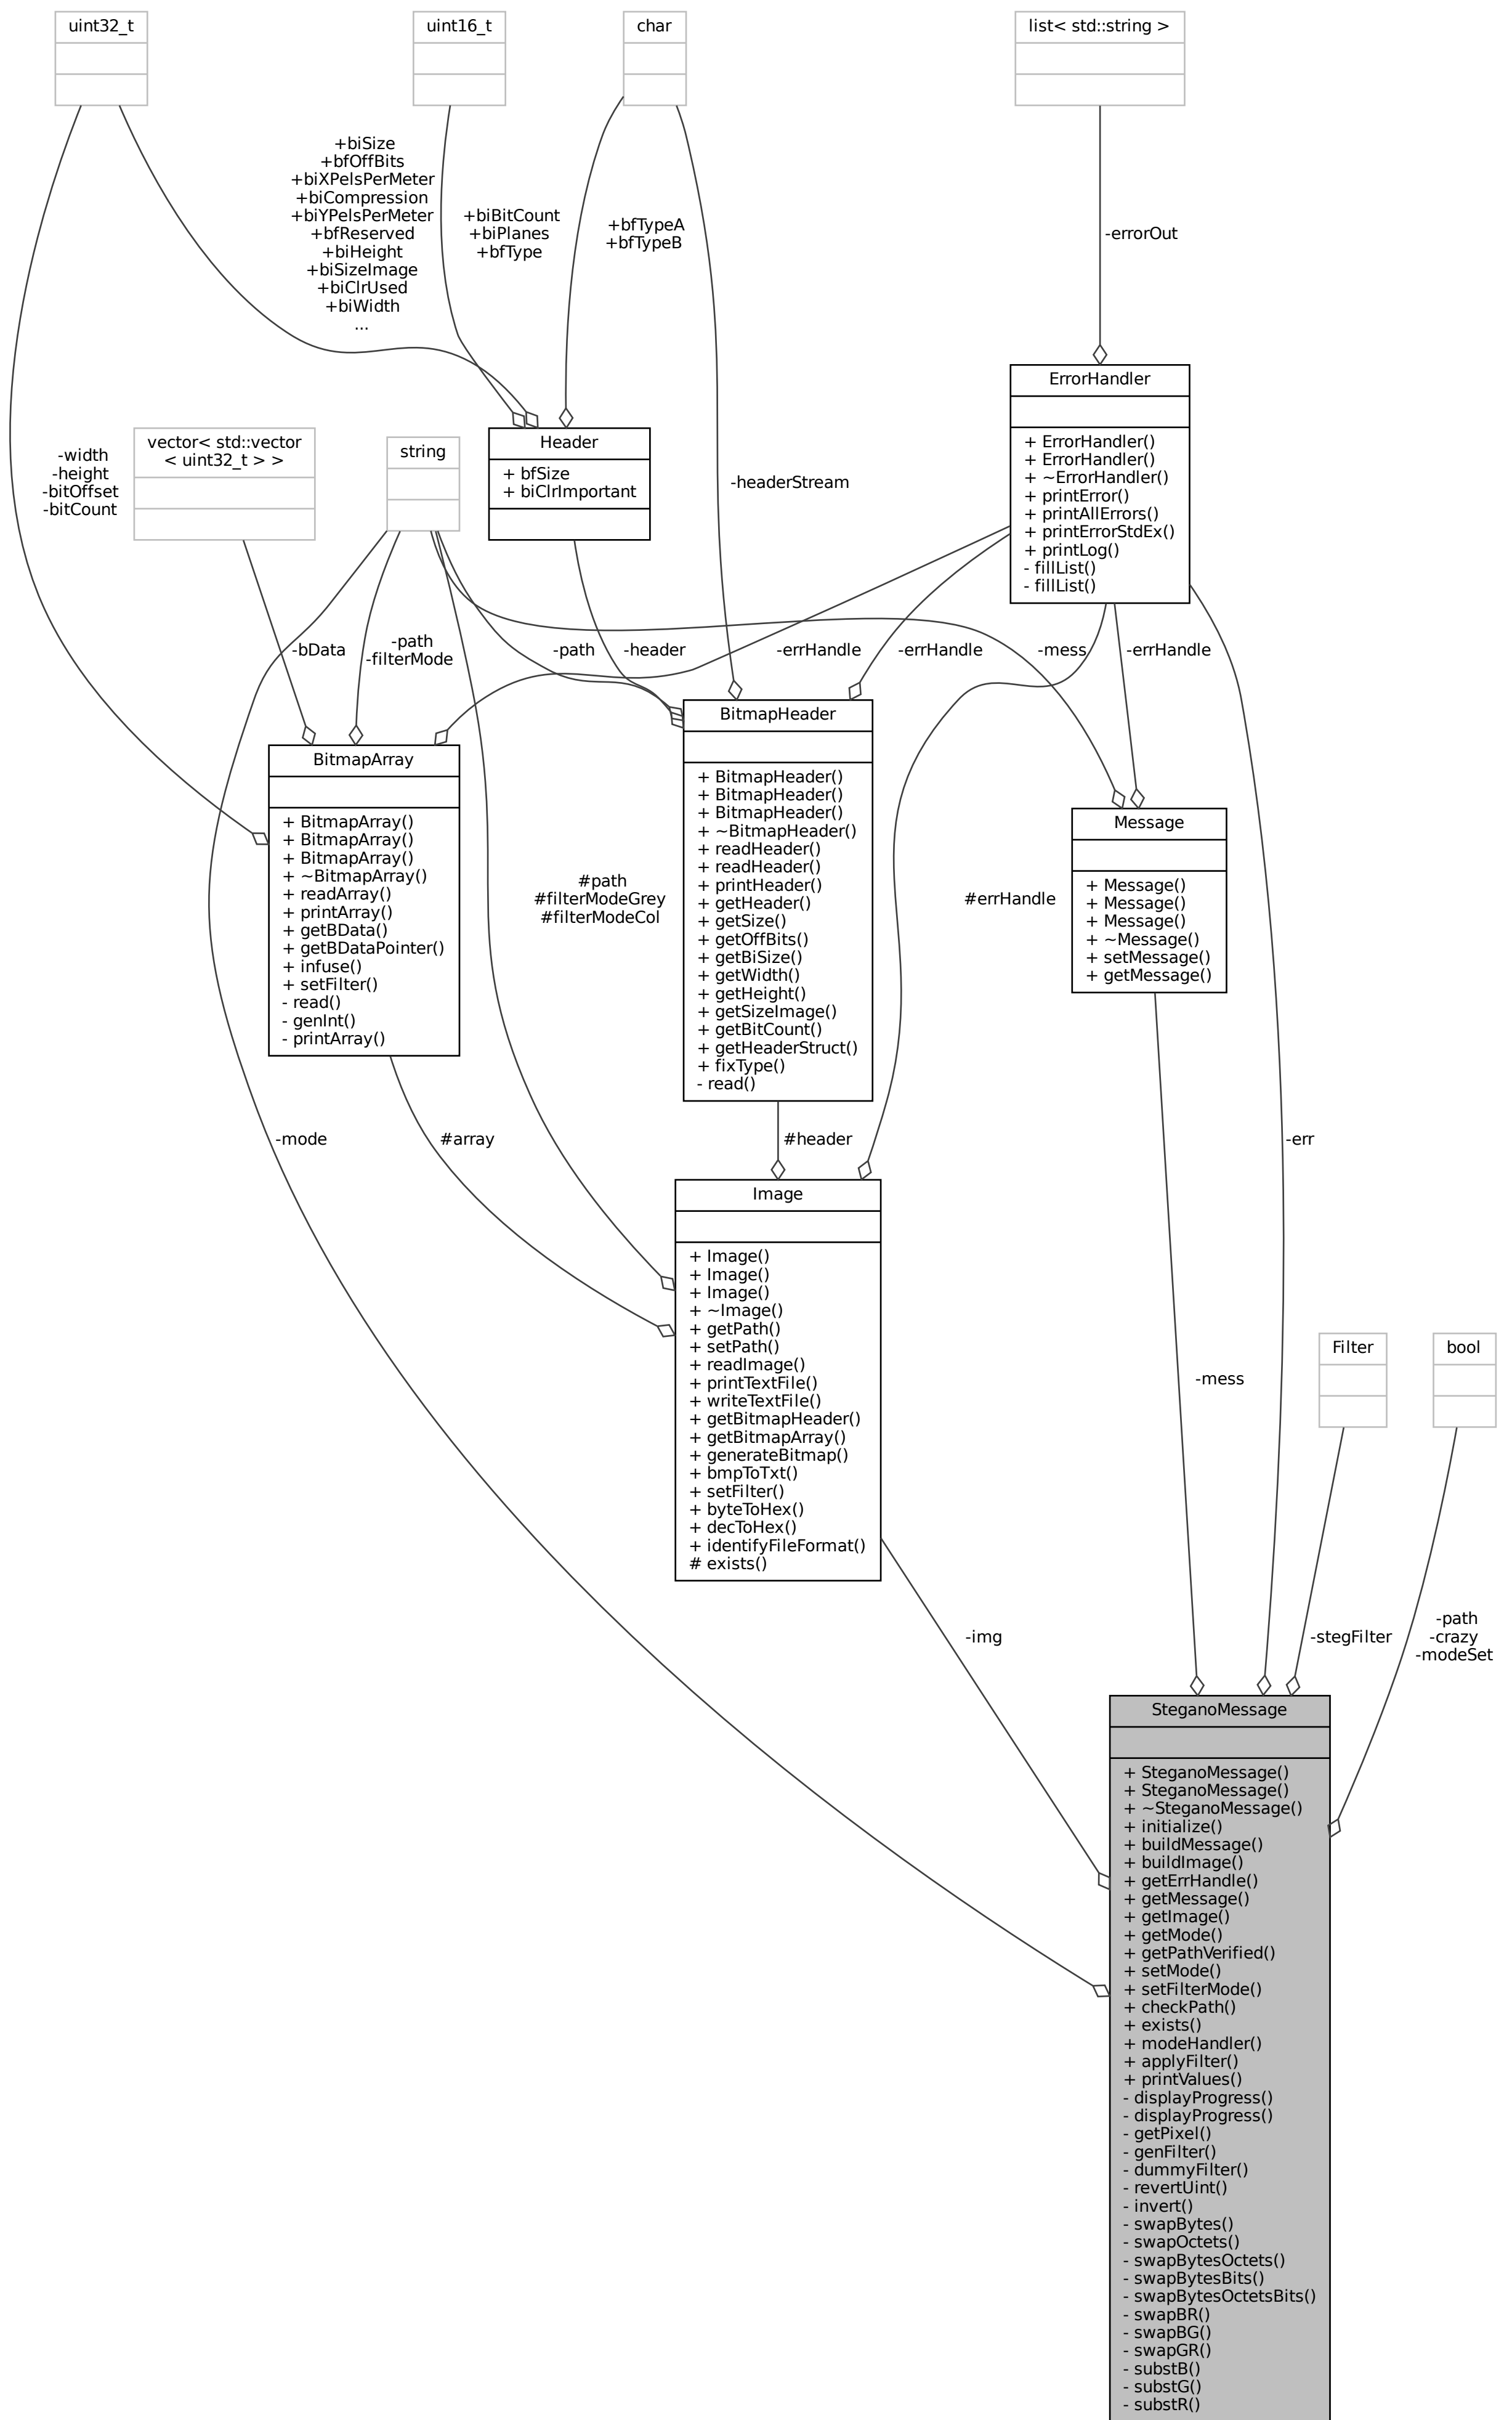 uint32_t
uint16_t
char
list< std::string >
+biSize
+bfOffBits
+biXPelsPerMeter
+biCompression
+biYPelsPerMeter
+bfReserved
+biHeight
+biSizeImage
+biClrUsed
+biWidth
...
+biBitCount
+biPlanes
+bfType
+bfTypeA
+bfTypeB
-errorOut
ErrorHandler
+ ErrorHandler()
+ ErrorHandler()
+ ~ErrorHandler()
+ printError()
+ printAllErrors()
+ printErrorStdEx()
+ printLog()
- fillList()
- fillList()
-width
-height
-bitOffset
-bitCount
vector< std::vector
< uint32_t > >
string
Header
+ bfSize
+ biClrImportant
-headerStream
-bData
-path
-filterMode
-path
-header
-errHandle
-errHandle
-mess
-errHandle
BitmapArray
+ BitmapArray()
+ BitmapArray()
+ BitmapArray()
+ ~BitmapArray()
+ readArray()
+ printArray()
+ getBData()
+ getBDataPointer()
+ infuse()
+ setFilter()
- read()
- genInt()
- printArray()
#path
#filterModeGrey
#filterModeCol
BitmapHeader
+ BitmapHeader()
+ BitmapHeader()
+ BitmapHeader()
+ ~BitmapHeader()
+ readHeader()
+ readHeader()
+ printHeader()
+ getHeader()
+ getSize()
+ getOffBits()
+ getBiSize()
+ getWidth()
+ getHeight()
+ getSizeImage()
+ getBitCount()
+ getHeaderStruct()
+ fixType()
- read()
#errHandle
Message
+ Message()
+ Message()
+ Message()
+ ~Message()
+ setMessage()
+ getMessage()
-mode
#array
#header
-err
Image
+ Image()
+ Image()
+ Image()
+ ~Image()
+ getPath()
+ setPath()
+ readImage()
+ printTextFile()
+ writeTextFile()
+ getBitmapHeader()
+ getBitmapArray()
+ generateBitmap()
+ bmpToTxt()
+ setFilter()
+ byteToHex()
+ decToHex()
+ identifyFileFormat()
# exists()
-mess
Filter
bool
-img
-stegFilter
-path
-crazy
-modeSet
SteganoMessage
+ SteganoMessage()
+ SteganoMessage()
+ ~SteganoMessage()
+ initialize()
+ buildMessage()
+ buildImage()
+ getErrHandle()
+ getMessage()
+ getImage()
+ getMode()
+ getPathVerified()
+ setMode()
+ setFilterMode()
+ checkPath()
+ exists()
+ modeHandler()
+ applyFilter()
+ printValues()
- displayProgress()
- displayProgress()
- getPixel()
- genFilter()
- dummyFilter()
- revertUint()
- invert()
- swapBytes()
- swapOctets()
- swapBytesOctets()
- swapBytesBits()
- swapBytesOctetsBits()
- swapBR()
- swapBG()
- swapGR()
- substB()
- substG()
- substR()